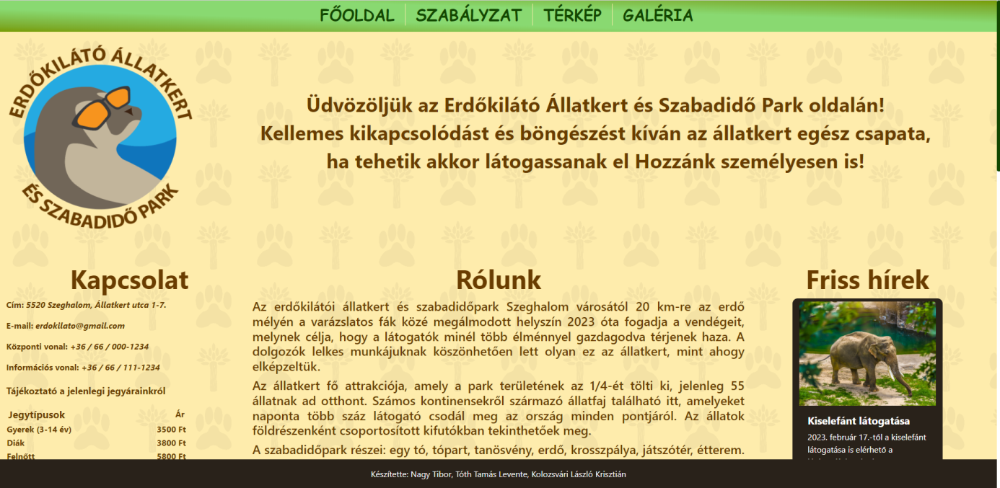 FŐOLDAL
SZABÁLYZAT
TÉRKÉP
GALÉRIA
ERDŐKILÁTÓ ÁLLATKERT
ÉS SZABADIDŐ PARK
Üdvözöljük az Erdőkilátó Állatkert és Szabadidő Park oldalán!
Kellemes kikapcsolódást és böngészést kíván az állatkert egész csapata,
ha tehetik akkor látogassanak el Hozzánk személyesen is!
Kapcsolat
Cím: 5520 Szeghalom, Állatkert utca 1-7.
E-mail: erdokilato@gmail.com
Központi vonal: +36 / 66 / 000-1234
Információs vonal: +36 / 66 / 111-1234
Tájékoztató a jelenlegi jegyárainkról
Jegytípusok Ár
Gyerek (3-14 év) 3500 Ft
Diák 3800 Ft
Felnőtt 5800 Ft
Rólunk
Az erdőkilátói állatkert és szabadidőpark Szeghalom városától 20 km-re az erdő
mélyén a varázslatos fák közé megálmodott helyszín 2023 óta fogadja a vendégeit,
melynek célja, hogy a látogatók minél több élménnyel gazdagodva térjenek haza. A
dolgozók lelkes munkájuknak köszönhetően lett olyan ez az állatkert, mint ahogy
elképzeltük.
Az állatkert fő attrakciója, amely a park területének az 1/4-ét tölti ki, jelenleg 55
állatnak ad otthont. Számos kontinensekről származó állatfaj található itt, amelyeket
naponta több száz látogató csodál meg az ország minden pontjáról. Az állatok
földrészenként csoportosított kifutókban tekinthetőek meg.
A szabadidőpark részei: egy tó, tópart, tanösvény, erdő, krosszpálya, játszótér, étterem.
Friss hírek
Kiselefánt látogatása
2023. február 17.-től a kiselefánt
látogatása is elérhető a
Készítette: Nagy Tibor, Tóth Tamás Levente, Kolozsvári László Krisztián